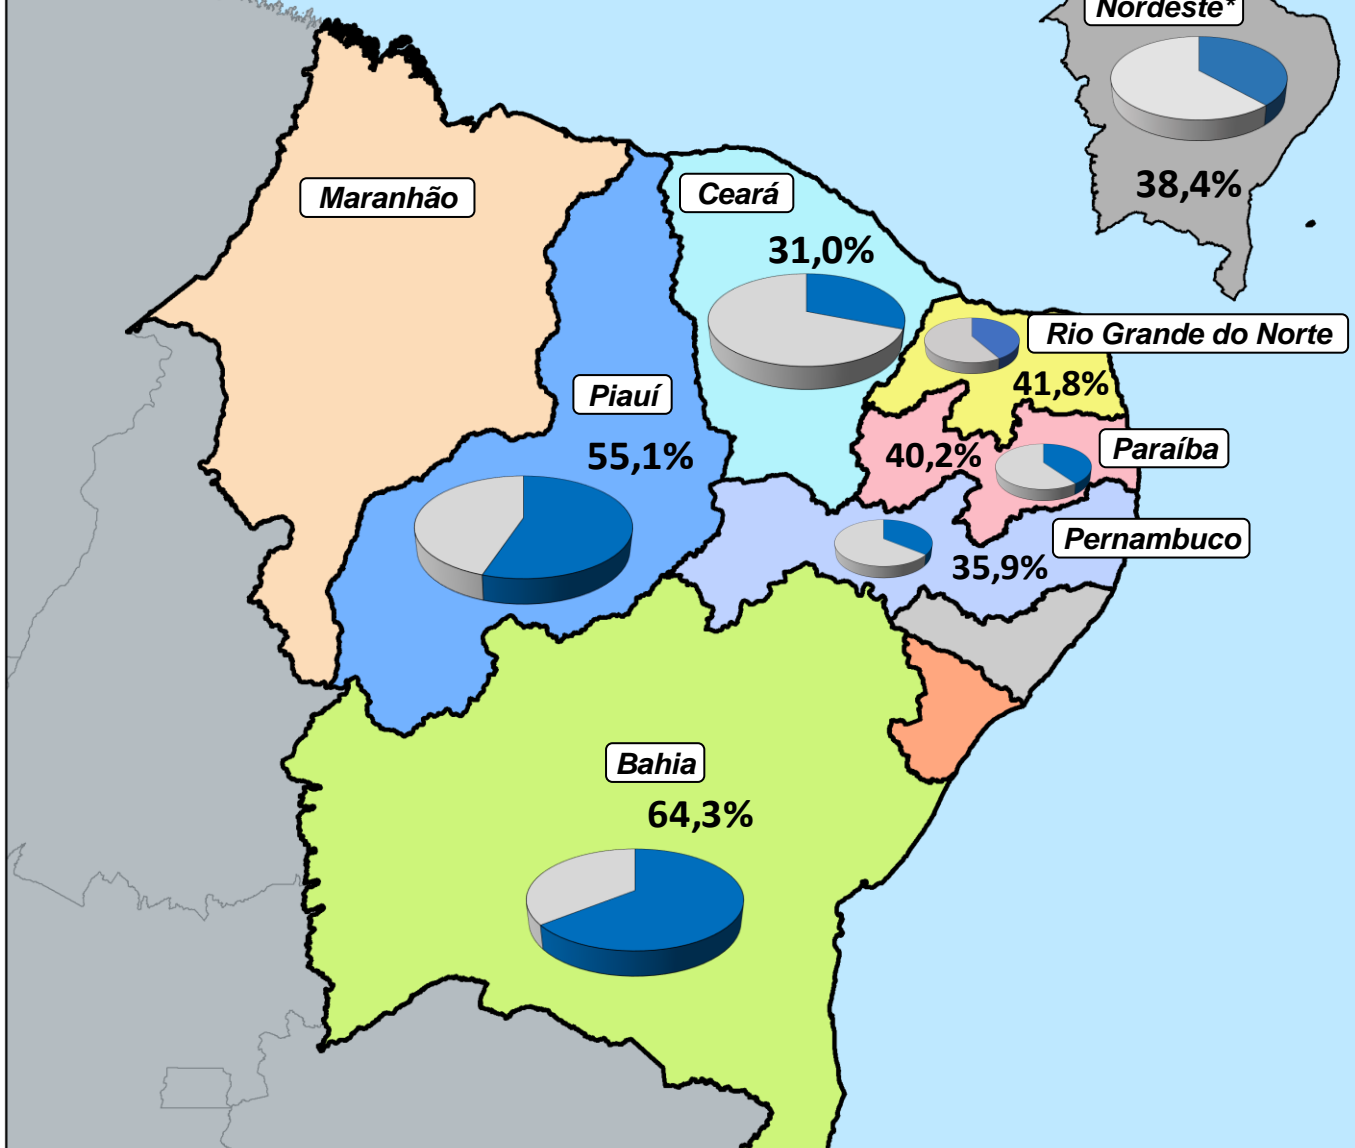 Nordeste*
38,4%
Maranhão
Ceará
31,0%
Rio Grande do Norte
41,8%
Piauí
55,1%
Paraíba
40,2%
Pernambuco
35,9%
Bahia
64,3%